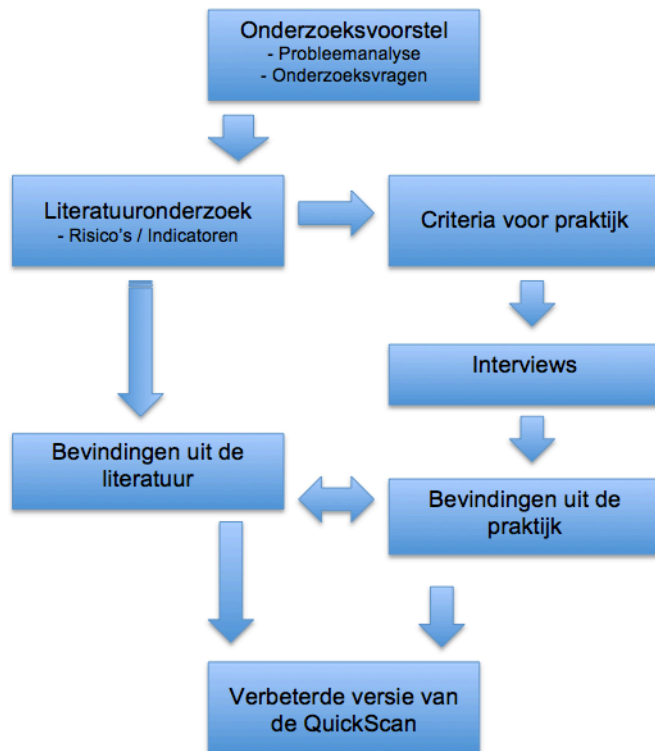 Onderzoeksvoorstel
- Probleemanalyse
- Onderzoeksvragen
Literatuuronderzoek
- Risico's / Indicatoren
Criteria voor praktijk
Interviews
Bevindingen uit de
literatuur
Bevindingen uit de
praktijk
Verbeterde versie van
de QuickScan